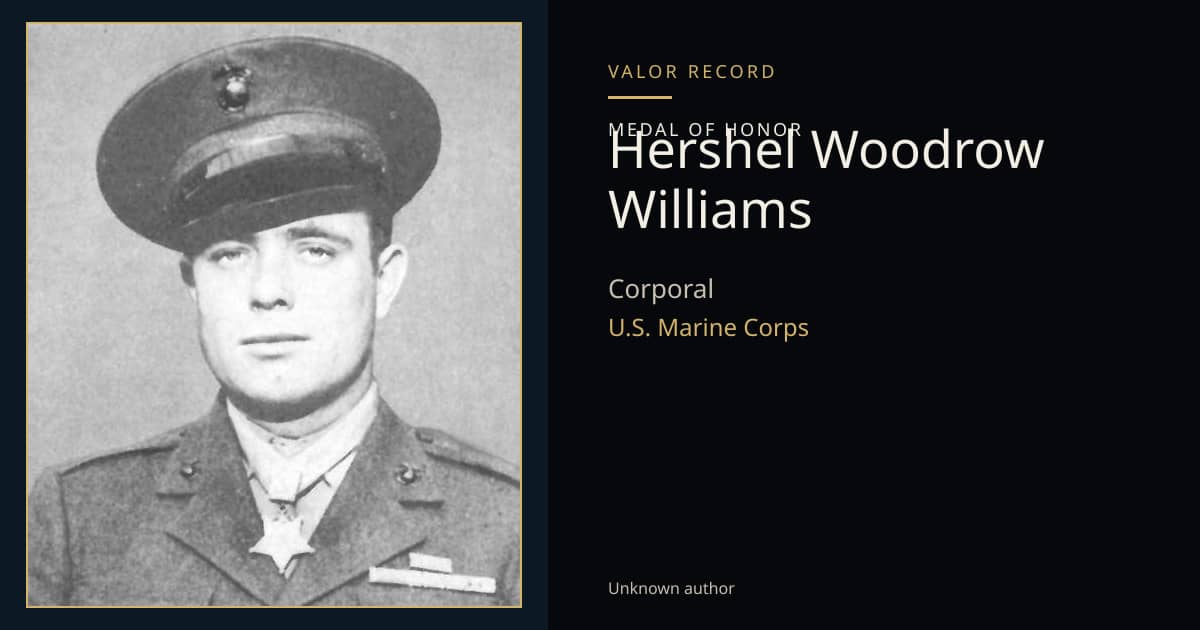 VALOR RECORD
MEDAL OF HONOR
Hershel Woodrow
Williams
Corporal
U.S. Marine Corps
Unknown author